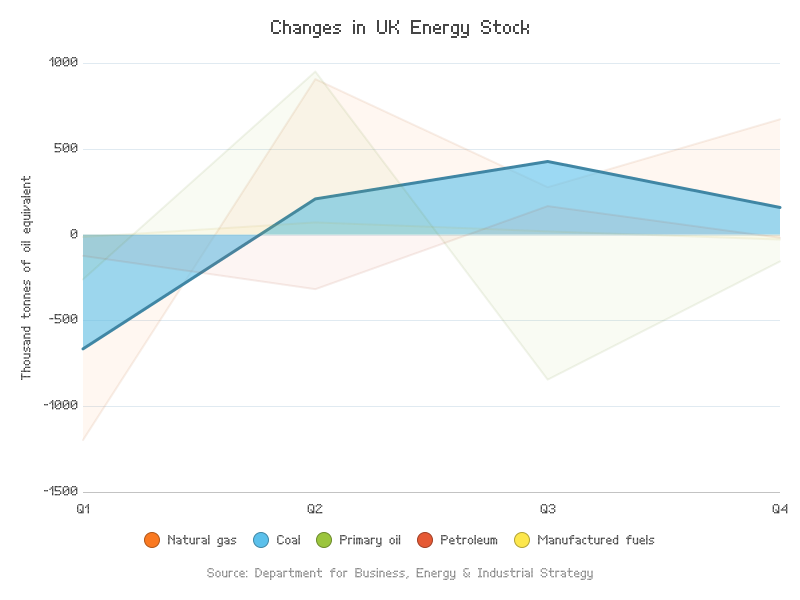 Changes in UK Energy Stock
Thousand tonnes of oil equivalent
1000
500
0
-500
-1000
-1500
Q1 Q2 Q3 Q4
Natural gas Coal Primary oil Petroleum Manufactured fuels
Source: Department for Business, Energy & Industrial Strategy